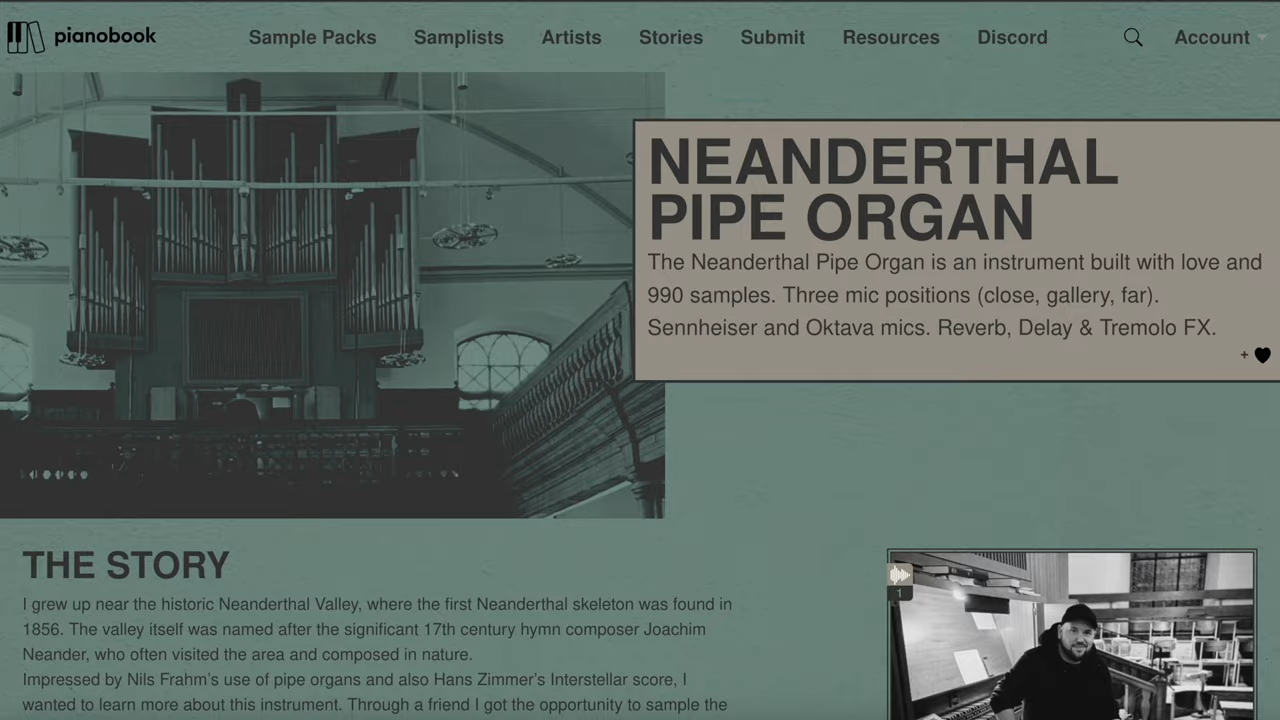 pianobook
Sample Packs Samplists Artists Stories Submit Resources Discord Account
NEANDERTHAL
PIPE ORGAN
The Neanderthal Pipe Organ is an instrument built with love and
990 samples. Three mic positions (close, gallery, far).
Sennheiser and Oktava mics. Reverb, Delay & Tremolo FX.
+
THE STORY
I grew up near the historic Neanderthal Valley, where the first Neanderthal skeleton was found in
1856. The valley itself was named after the significant 17th century hymn composer Joachim
Neander, who often visited the area and composed in nature.
Impressed by Nils Frahm's use of pipe organs and also Hans Zimmer's Interstellar score, I
wanted to learn more about this instrument. Through a friend I got the opportunity to sample the
1